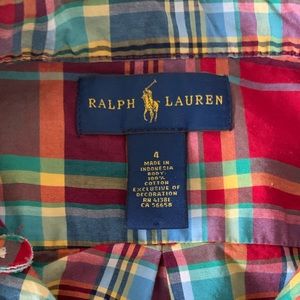 RALPH LAUREN
4
MADE IN
INDONESIA
BODY:
100%
COTTON
EXCLUSIVE OF
DECORATION
RN 41381
CA 56658